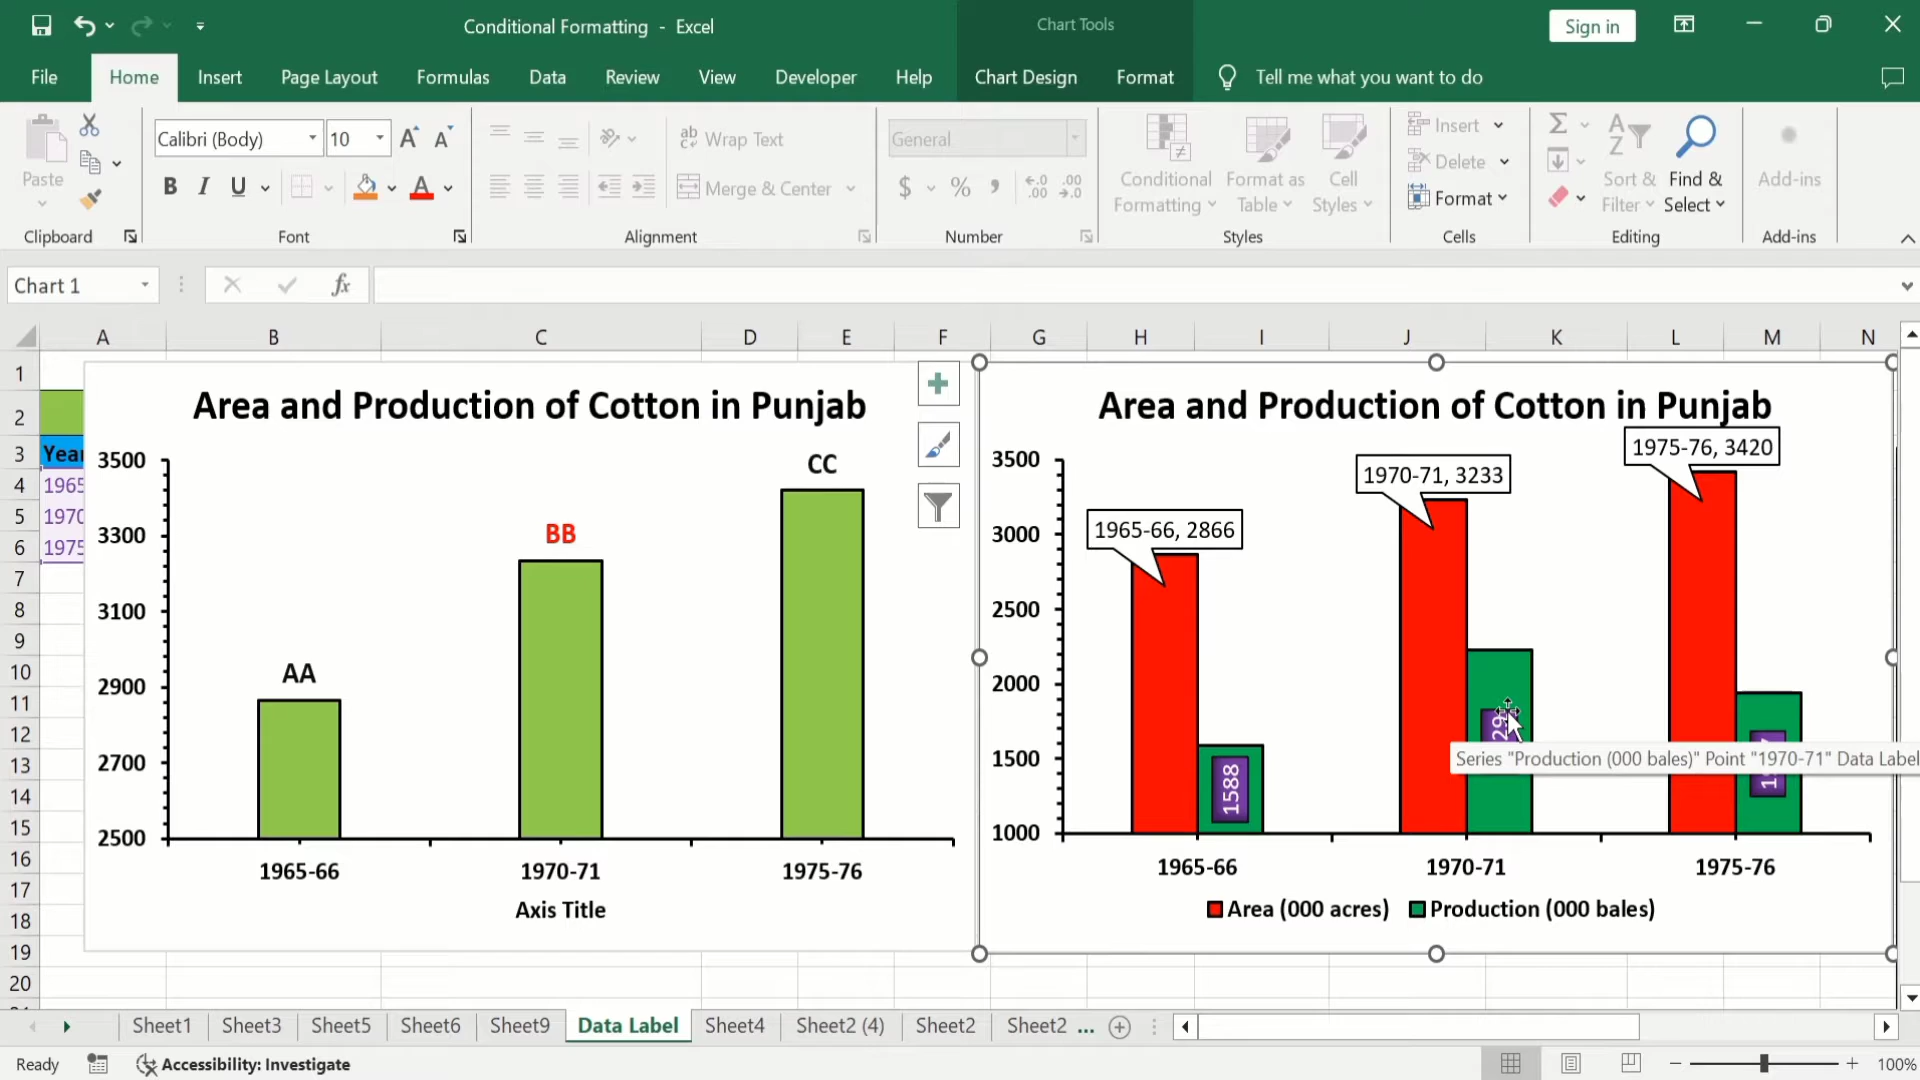 Conditional Formatting - Excel
Chart Tools
Sign in
File Home Insert Page Layout Formulas Data Review View Developer Help Chart Design Format Tell me what you want to do
Paste
Clipboard
Calibri (Body) 10 A A
B I U A
Font
ab Wrap Text
Merge & Center
Alignment
General
$ % ,
Number
Conditional Formatting
Format as Table
Cell Styles
Styles
Insert
Delete
Format
Cells
Sort & Filter
Find & Select
Editing
Add-ins
Add-ins
Chart 1
fx
A B C D E F G H I J K L M N
1
2
3
4 1965
5 1970
6 1975
7
8
9
10
11
12
13
14
15
16
17
18
19
20
Area and Production of Cotton in Punjab
3500
3300
3100
2900
2700
2500
AA
BB
CC
1965-66 1970-71 1975-76
Axis Title
Area and Production of Cotton in Punjab
3500
3000
2500
2000
1500
1000
1965-66, 2866
1970-71, 3233
1975-76, 3420
1588
Series "Production (000 bales)" Point "1970-71" Data Label
1965-66 1970-71 1975-76
Area (000 acres) Production (000 bales)
Sheet1 Sheet3 Sheet5 Sheet6 Sheet9 Data Label Sheet4 Sheet2 (4) Sheet2 Sheet2 ...
Ready Accessibility: Investigate 100%